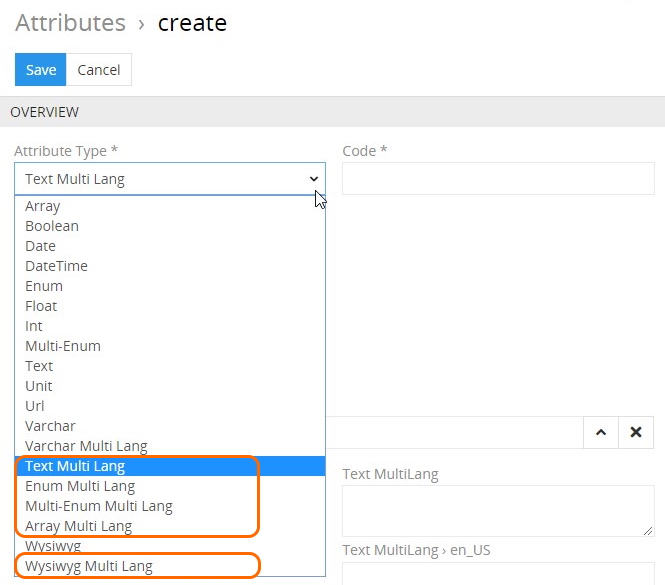 Attributes › create
Save Cancel
OVERVIEW
Attribute Type * Code *
Text Multi Lang
Array
Boolean
Date
DateTime
Enum
Float
Int
Multi-Enum
Text
Unit
Url
Varchar
Varchar Multi Lang
Text Multi Lang
Enum Multi Lang
Multi-Enum Multi Lang
Array Multi Lang
Wysiwyg
Wysiwyg Multi Lang
Text MultiLang
Text MultiLang › en_US